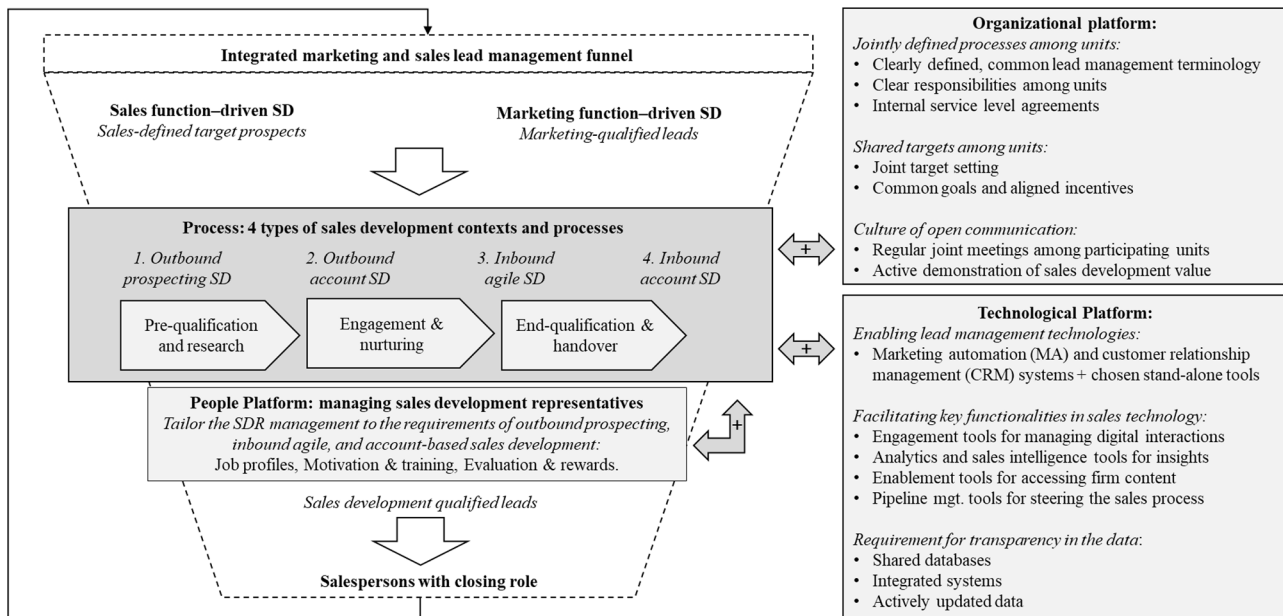 Integrated marketing and sales lead management funnel
Sales function–driven SD
Sales-defined target prospects
Marketing function–driven SD
Marketing-qualified leads
Process: 4 types of sales development contexts and processes
1. Outbound
prospecting SD
2. Outbound
account SD
3. Inbound
agile SD
4. Inbound
account SD
Pre-qualification
and research
Engagement &
nurturing
End-qualification &
handover
People Platform: managing sales development representatives
Tailor the SDR management to the requirements of outbound prospecting,
inbound agile, and account-based sales development:
Job profiles, Motivation & training, Evaluation & rewards.
Sales development qualified leads
Salespersons with closing role
+
+
+
Organizational platform:
Jointly defined processes among units:
• Clearly defined, common lead management terminology
• Clear responsibilities among units
• Internal service level agreements
Shared targets among units:
• Joint target setting
• Common goals and aligned incentives
Culture of open communication:
• Regular joint meetings among participating units
• Active demonstration of sales development value
Technological Platform:
Enabling lead management technologies:
• Marketing automation (MA) and customer relationship
management (CRM) systems + chosen stand-alone tools
Facilitating key functionalities in sales technology:
• Engagement tools for managing digital interactions
• Analytics and sales intelligence tools for insights
• Enablement tools for accessing firm content
• Pipeline mgt. tools for steering the sales process
Requirement for transparency in the data:
• Shared databases
• Integrated systems
• Actively updated data